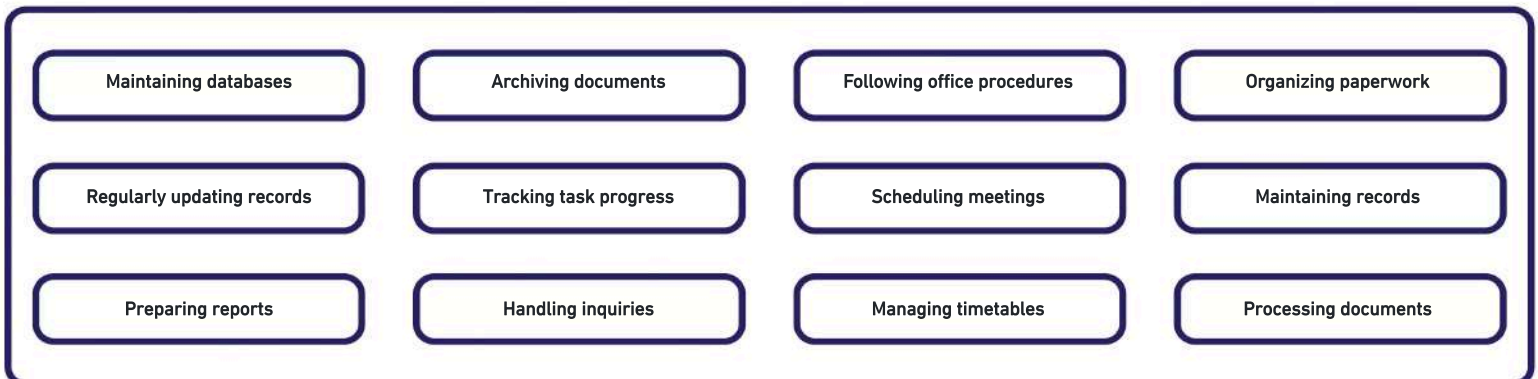 Maintaining databases
Archiving documents
Following office procedures
Organizing paperwork
Regularly updating records
Tracking task progress
Scheduling meetings
Maintaining records
Preparing reports
Handling inquiries
Managing timetables
Processing documents